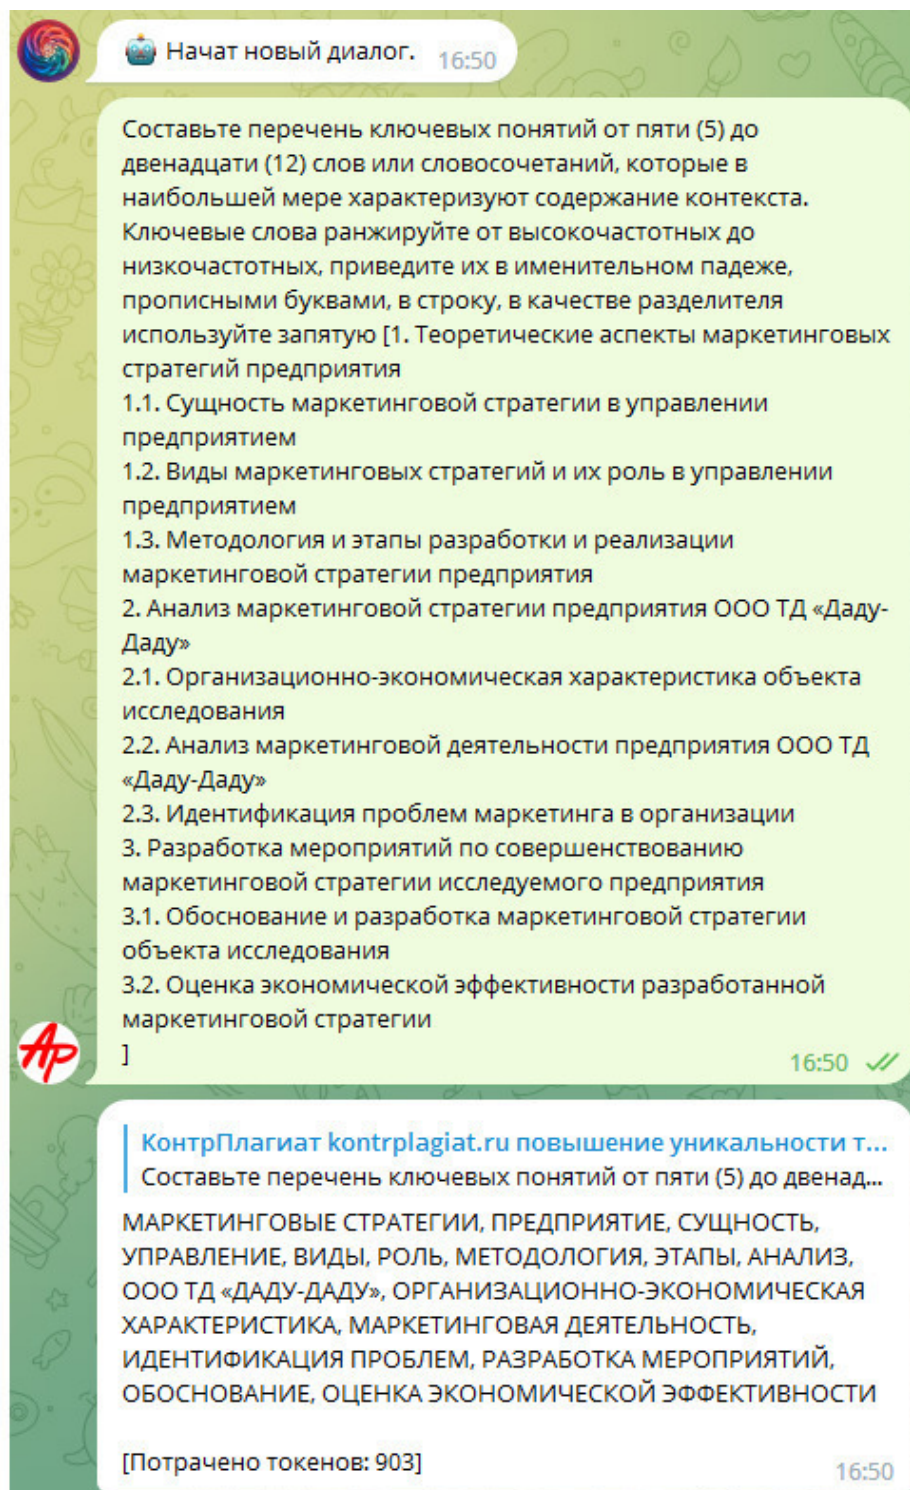 Начат новый диалог. 16:50
Составьте перечень ключевых понятий от пяти (5) до
двенадцати (12) слов или словосочетаний, которые в
наибольшей мере характеризуют содержание контекста.
Ключевые слова ранжируйте от высокочастотных до
низкочастотных, приведите их в именительном падеже,
прописными буквами, в строку, в качестве разделителя
используйте запятую [1. Теоретические аспекты маркетинговых
стратегий предприятия
1.1. Сущность маркетинговой стратегии в управлении
предприятием
1.2. Виды маркетинговых стратегий и их роль в управлении
предприятием
1.3. Методология и этапы разработки и реализации
маркетинговой стратегии предприятия
2. Анализ маркетинговой стратегии предприятия ООО ТД «Даду-
Даду»
2.1. Организационно-экономическая характеристика объекта
исследования
2.2. Анализ маркетинговой деятельности предприятия ООО ТД
«Даду-Даду»
2.3. Идентификация проблем маркетинга в организации
3. Разработка мероприятий по совершенствованию
маркетинговой стратегии исследуемого предприятия
3.1. Обоснование и разработка маркетинговой стратегии
объекта исследования
3.2. Оценка экономической эффективности разработанной
маркетинговой стратегии
]
Ар
16:50
КонтрПлагиат kontrplagiat.ru повышение уникальности т...
Составьте перечень ключевых понятий от пяти (5) до двенад...
МАРКЕТИНГОВЫЕ СТРАТЕГИИ, ПРЕДПРИЯТИЕ, СУЩНОСТЬ,
УПРАВЛЕНИЕ, ВИДЫ, РОЛЬ, МЕТОДОЛОГИЯ, ЭТАПЫ, АНАЛИЗ,
ООО ТД «ДАДУ-ДАДУ», ОРГАНИЗАЦИОННО-ЭКОНОМИЧЕСКАЯ
ХАРАКТЕРИСТИКА, МАРКЕТИНГОВАЯ ДЕЯТЕЛЬНОСТЬ,
ИДЕНТИФИКАЦИЯ ПРОБЛЕМ, РАЗРАБОТКА МЕРОПРИЯТИЙ,
ОБОСНОВАНИЕ, ОЦЕНКА ЭКОНОМИЧЕСКОЙ ЭФФЕКТИВНОСТИ
[Потрачено токенов: 903]
16:50